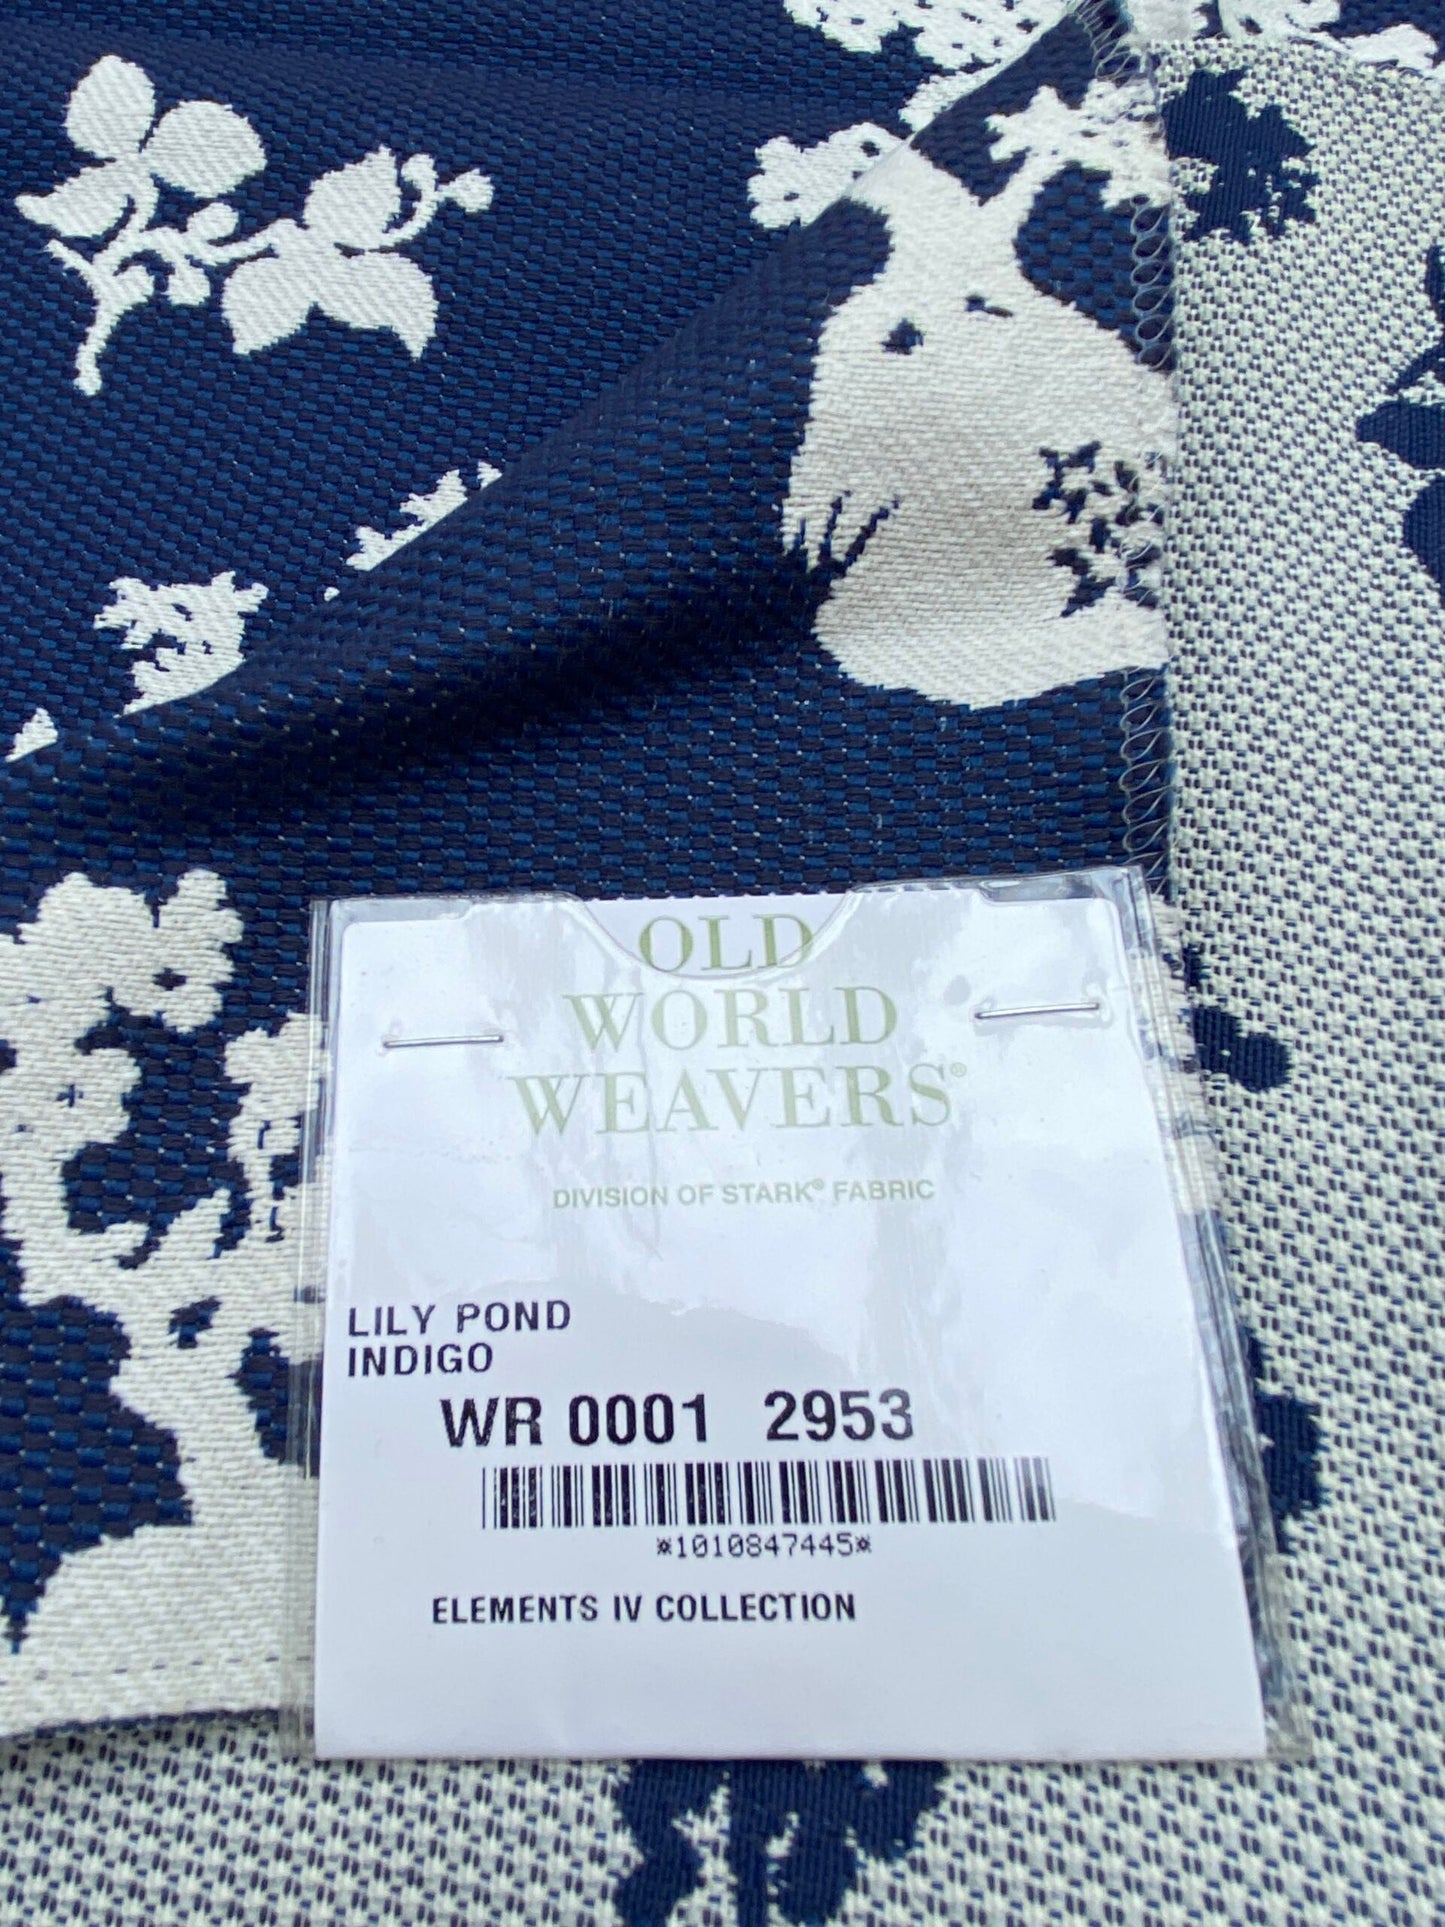 OLD
WORLD
WEAVERS®
DIVISION OF STARK® FABRIC
LILY POND
INDIGO
WR 0001 2953
*1010847445*
ELEMENTS IV COLLECTION